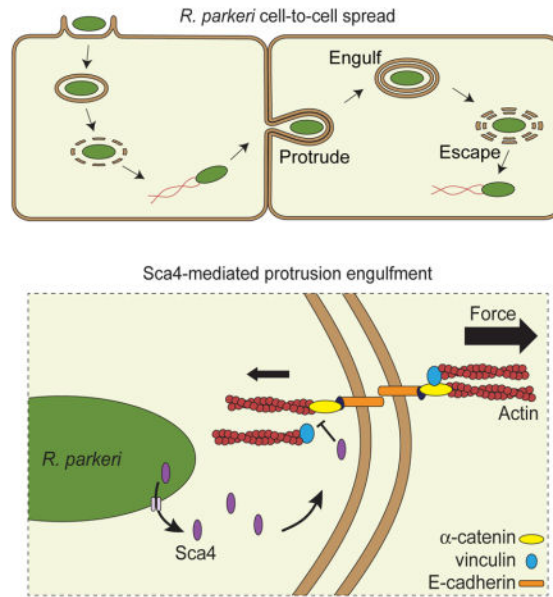 R. parkeri cell-to-cell spread
Engulf
Protrude
Escape
Sca4-mediated protrusion engulfment
Force
Actin
R. parkeri
Sca4
α-catenin
vinculin
E-cadherin